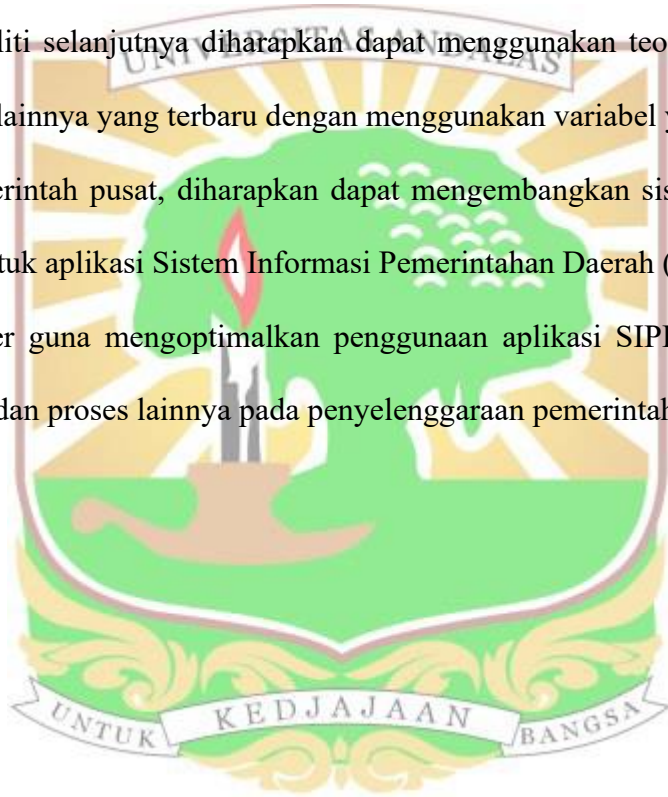 liti selanjutnya diharapkan dapat menggunakan teo
UNIVERSITAS ANDALAS
lainnya yang terbaru dengan menggunakan variabel y
erintah pusat, diharapkan dapat mengembangkan sis
tuk aplikasi Sistem Informasi Pemerintahan Daerah (
er guna mengoptimalkan penggunaan aplikasi SIP
dan proses lainnya pada penyelenggaraan pemerintah
UNTUK KEDJAJAAN BANGSA